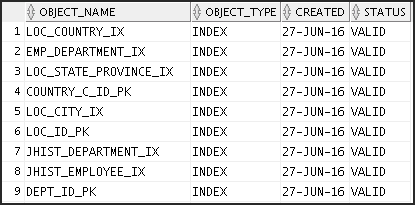 OBJECT_NAME OBJECT_TYPE CREATED STATUS
1 LOC_COUNTRY_IX INDEX 27-JUN-16 VALID
2 EMP_DEPARTMENT_IX INDEX 27-JUN-16 VALID
3 LOC_STATE_PROVINCE_IX INDEX 27-JUN-16 VALID
4 COUNTRY_C_ID_PK INDEX 27-JUN-16 VALID
5 LOC_CITY_IX INDEX 27-JUN-16 VALID
6 LOC_ID_PK INDEX 27-JUN-16 VALID
7 JHIST_DEPARTMENT_IX INDEX 27-JUN-16 VALID
8 JHIST_EMPLOYEE_IX INDEX 27-JUN-16 VALID
9 DEPT_ID_PK INDEX 27-JUN-16 VALID